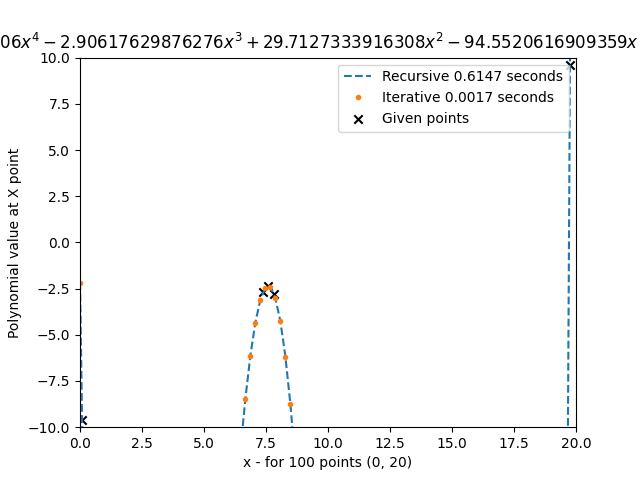 06x⁴ − 2.90617629876276x³ + 29.7127333916308x² − 94.5520616909359x
10.0
7.5
5.0
2.5
0.0
−2.5
−5.0
−7.5
−10.0
Polynomial value at X point
Recursive 0.6147 seconds
Iterative 0.0017 seconds
Given points
0.0 2.5 5.0 7.5 10.0 12.5 15.0 17.5 20.0
x - for 100 points (0, 20)